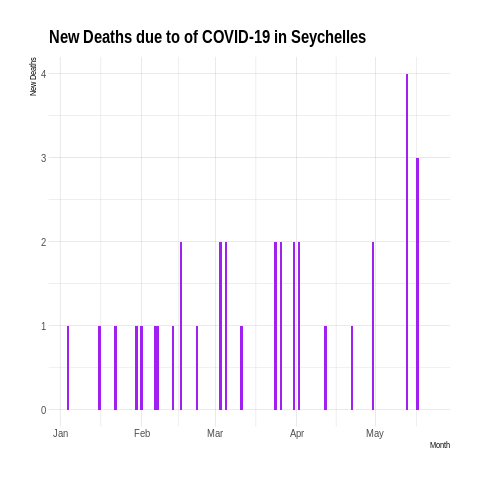 New Deaths due to of COVID-19 in Seychelles
New Deaths
4
3
2
1
0
Jan Feb Mar Apr May
Month